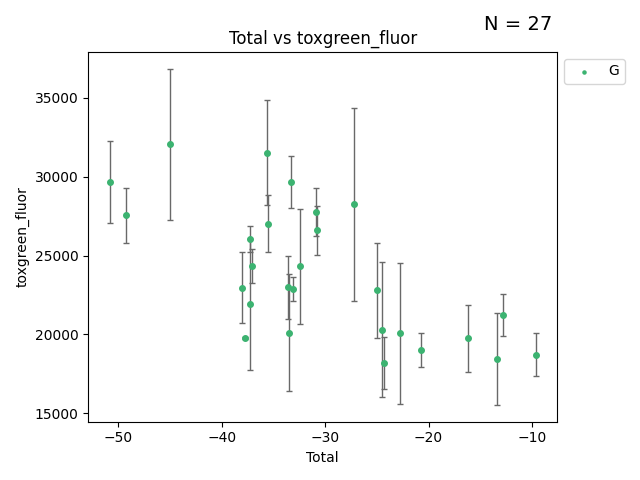 N = 27
Total vs toxgreen_fluor
G
toxgreen_fluor
35000
30000
25000
20000
15000
−50
−40
−30
−20
−10
Total